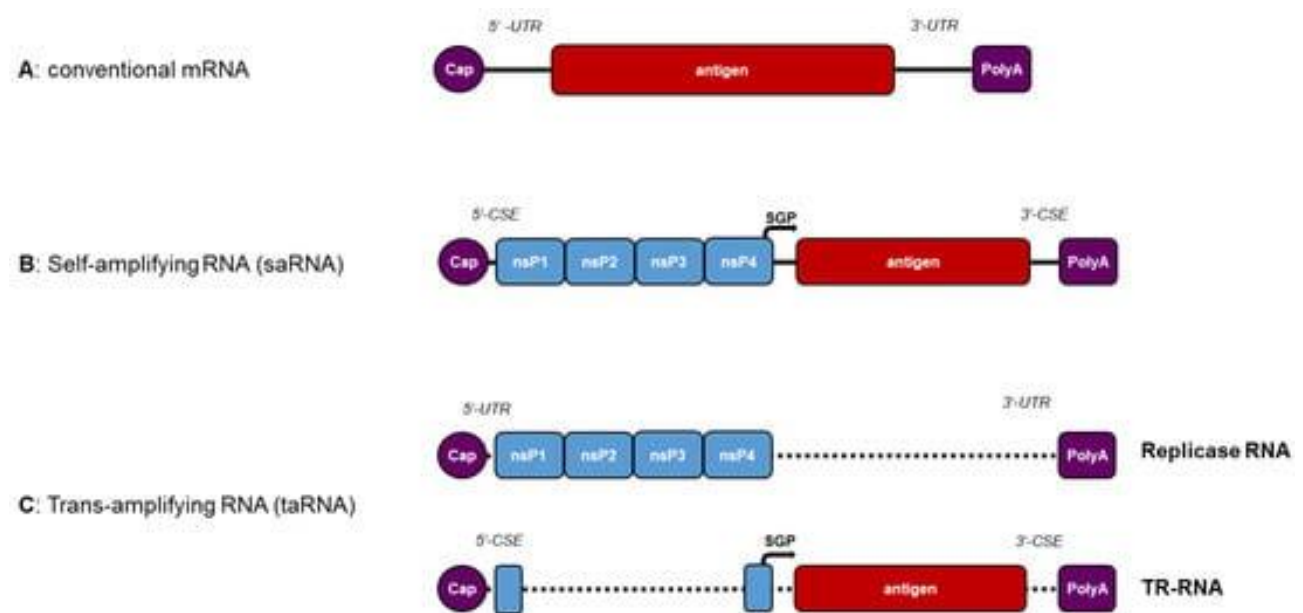 5' -UTR 3'-UTR
A: conventional mRNA Cap antigen PolyA
5'-CSE SGP 3'-CSE
B: Self-amplifying RNA (saRNA) Cap nsP1 nsP2 nsP3 nsP4 antigen PolyA
5'-UTR 3'-UTR
Cap nsP1 nsP2 nsP3 nsP4 PolyA Replicase RNA
C: Trans-amplifying RNA (taRNA)
5'-CSE SGP 3'-CSE
Cap antigen PolyA TR-RNA